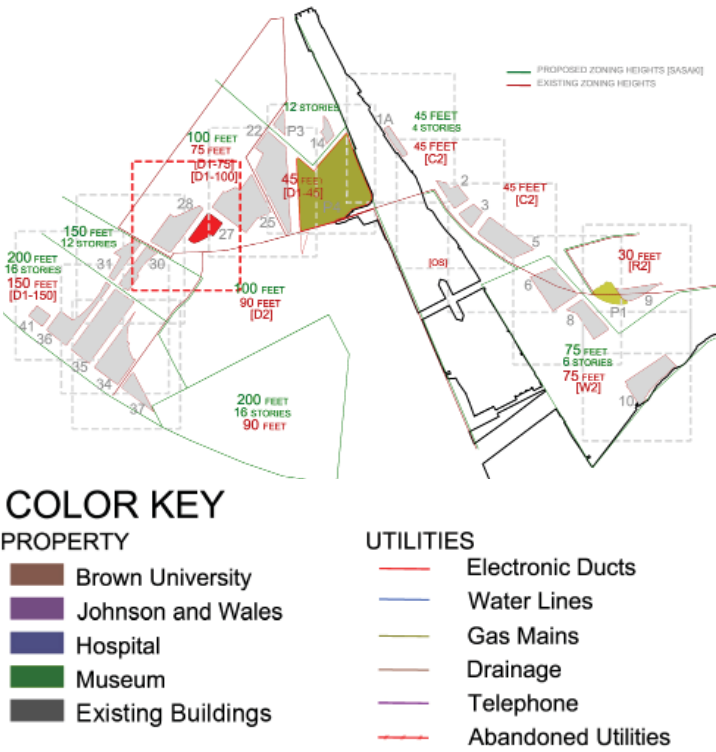 PROPOSED ZONING HEIGHTS [SASAKI]
EXISTING ZONING HEIGHTS
12 STORIES
1A
45 FEET
4 STORIES
45 FEET
[C2]
22
P3
14
100 FEET
75 FEET
[D1-75]
[D1-100]
45 FEET
[D1-45]
2
3
45 FEET
[C2]
28
27
25
5
150 FEET
12 STORIES
31
30
200 FEET
16 STORIES
150 FEET
[D1-150]
[OS]
30 FEET
[R2]
6
9
P1
8
100 FEET
90 FEET
[D2]
41
36
35
34
37
75 FEET
6 STORIES
75 FEET
[W2]
10
200 FEET
16 STORIES
90 FEET
COLOR KEY
PROPERTY
Brown University
Johnson and Wales
Hospital
Museum
Existing Buildings
UTILITIES
Electronic Ducts
Water Lines
Gas Mains
Drainage
Telephone
Abandoned Utilities